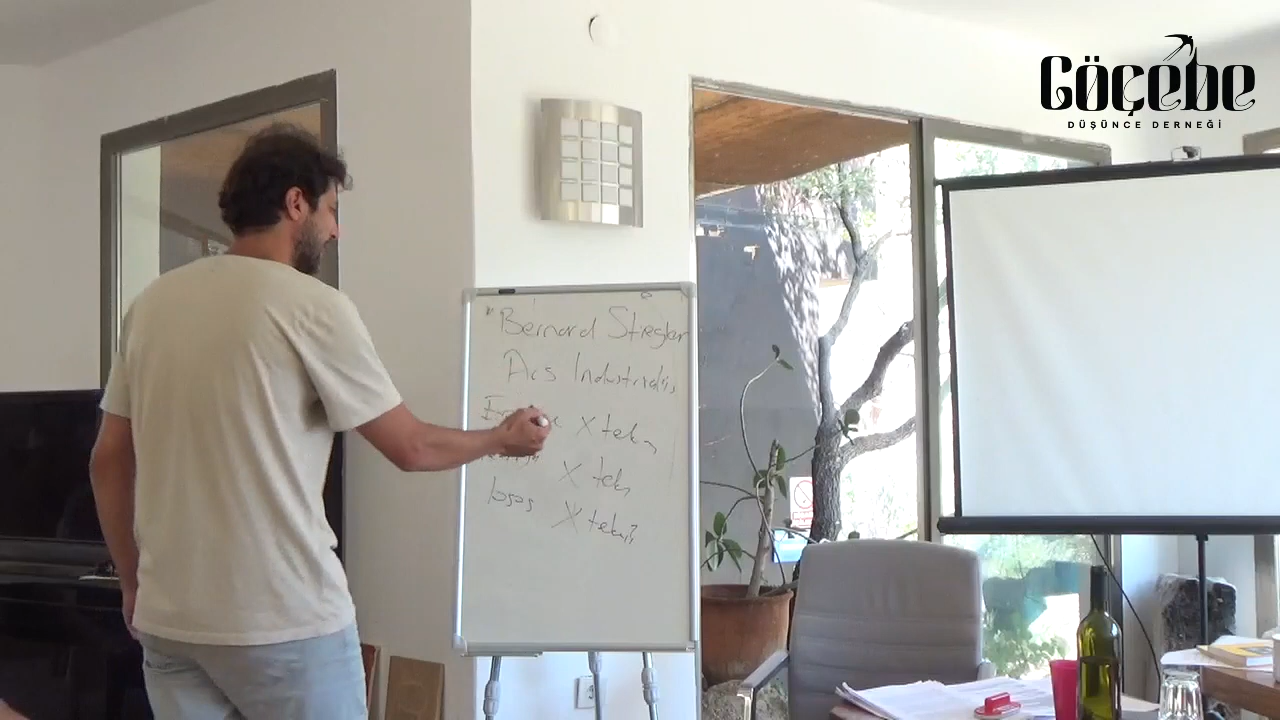 Göçebe
DÜŞÜNCE DERNEĞİ
"Bernard Stiegler
Ars Industrialis
X tekn
X tekn
logos X tekn